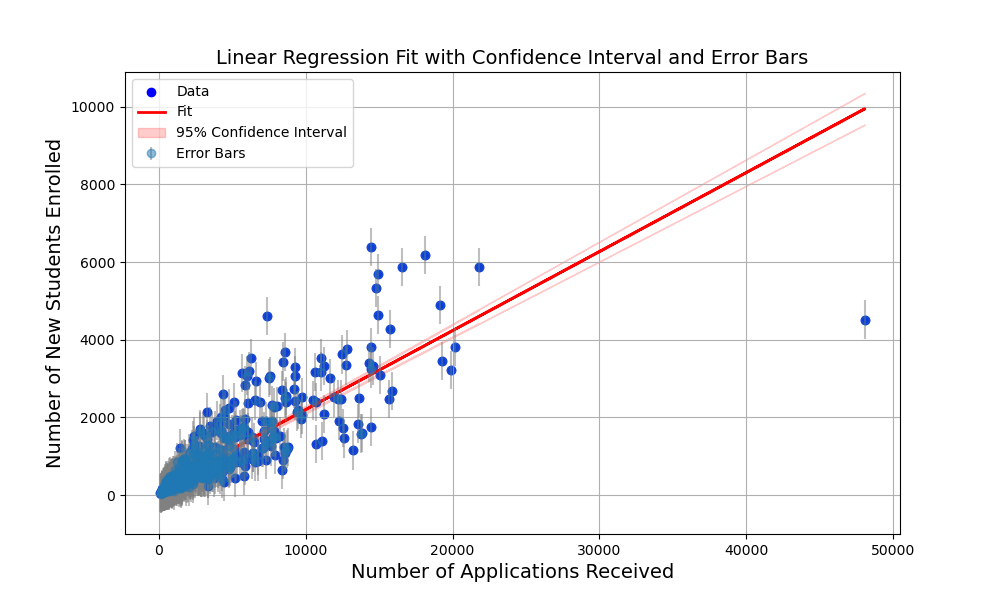 Linear Regression Fit with Confidence Interval and Error Bars
Data
Fit
95% Confidence Interval
Error Bars
Number of New Students Enrolled
10000
8000
6000
4000
2000
0
0
10000
20000
30000
40000
50000
Number of Applications Received